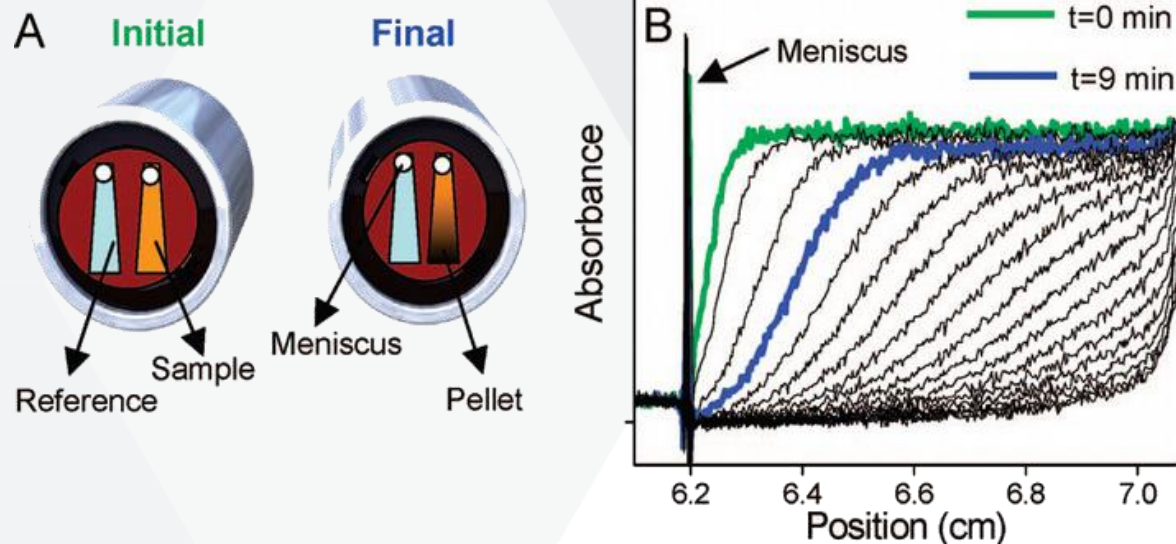 A
Initial
Final
Reference
Sample
Meniscus
Pellet
B
Meniscus
t=0 min
t=9 min
Absorbance
6.2 6.4 6.6 6.8 7.0
Position (cm)